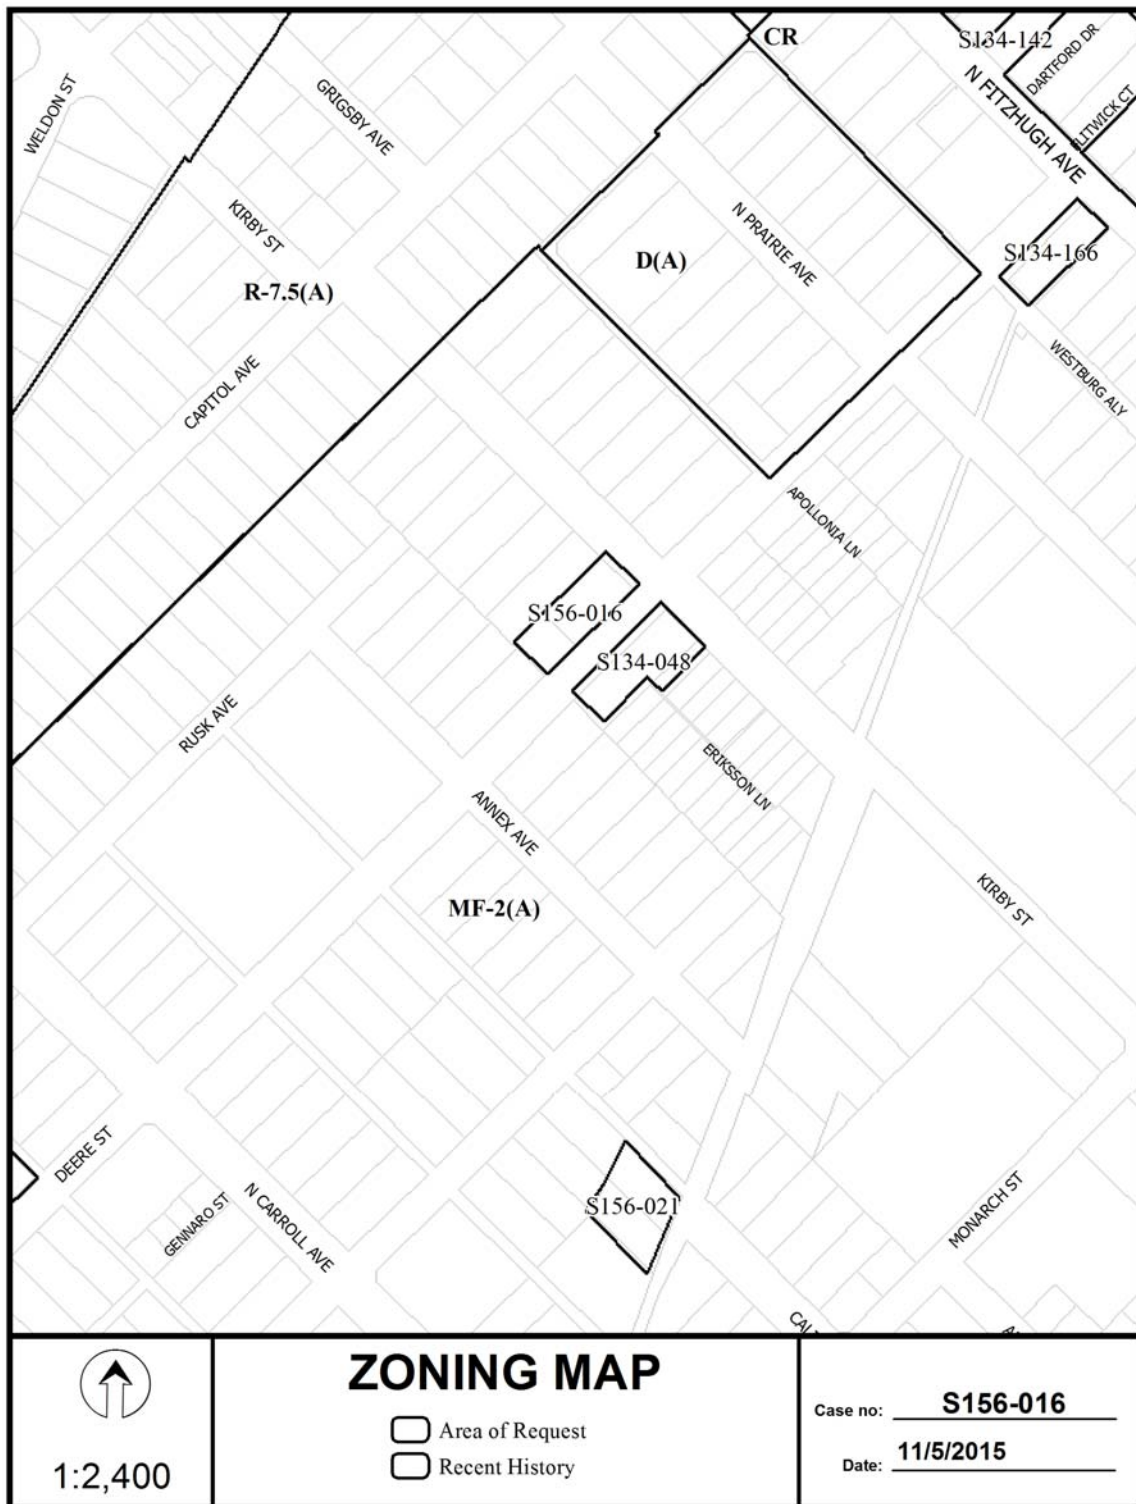 CR
S134-142
DARTFORD DR
WELDON ST
GRIGSBY AVE
N FITZHUGH AVE
FLITWICK CT
KIRBY ST
N PRAIRIE AVE
S134-166
D(A)
R-7.5(A)
WESTBURG ALY
CAPITOL AVE
APOLLONIA LN
S156-016
S134-048
RUSK AVE
ERIKSSON LN
ANNEX AVE
MF-2(A)
KIRBY ST
DEERE ST
GENNARO ST
N CARROLL AVE
S156-021
MONARCH ST
ZONING MAP
Area of Request
Recent History
1:2,400
Case no: S156-016
Date: 11/5/2015